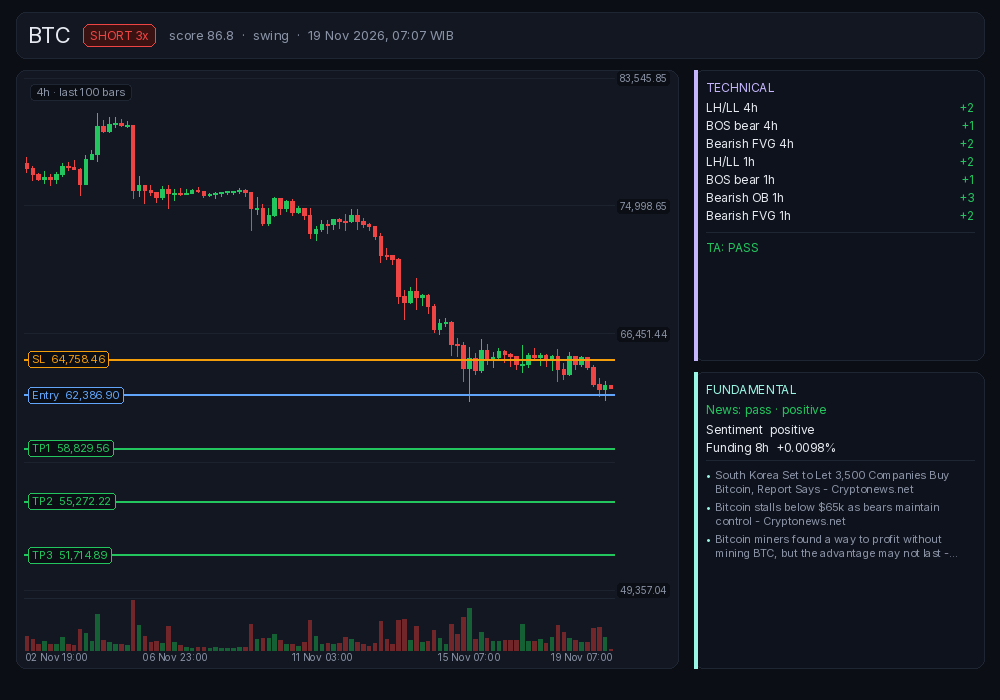 BTC SHORT 3x score 86.8 · swing · 19 Nov 2026, 07:07 WIB
4h · last 100 bars
83,545.85
74,998.65
66,451.44
49,357.04
SL 64,758.46
Entry 62,386.90
TP1 58,829.56
TP2 55,272.22
TP3 51,714.89
02 Nov 19:00 06 Nov 23:00 11 Nov 03:00 15 Nov 07:00 19 Nov 07:00
TECHNICAL
LH/LL 4h +2
BOS bear 4h +1
Bearish FVG 4h +2
LH/LL 1h +2
BOS bear 1h +1
Bearish OB 1h +3
Bearish FVG 1h +2
TA: PASS
FUNDAMENTAL
News: pass · positive
Sentiment positive
Funding 8h +0.0098%
• South Korea Set to Let 3,500 Companies Buy
Bitcoin, Report Says - Cryptonews.net
• Bitcoin stalls below $65k as bears maintain
control - Cryptonews.net
• Bitcoin miners found a way to profit without
mining BTC, but the advantage may not last -...